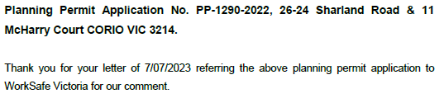 Planning Permit Application No. PP-1290-2022, 26-24 Sharland Road & 11
McHarry Court CORIO VIC 3214.
Thank you for your letter of 7/07/2023 referring the above planning permit application to
WorkSafe Victoria for our comment.